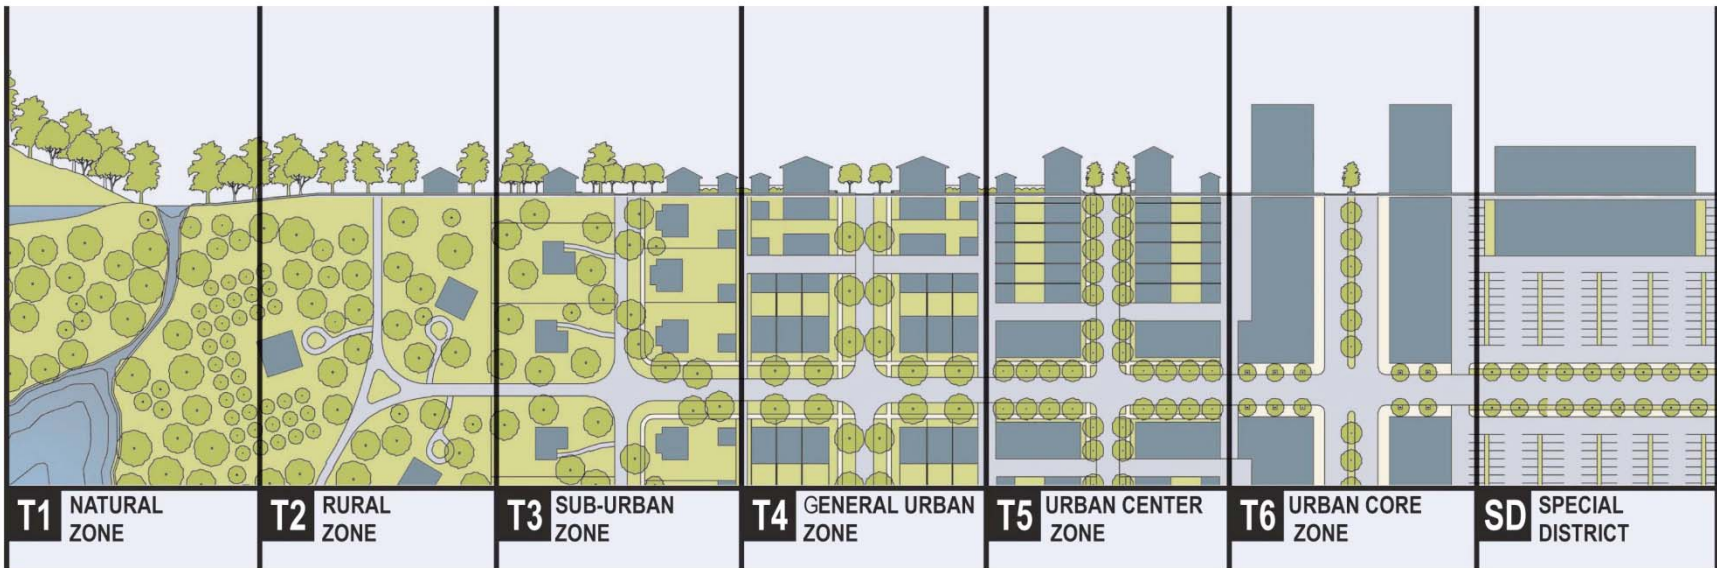 T1 NATURAL
ZONE
T2 RURAL
ZONE
T3 SUB-URBAN
ZONE
T4 GENERAL URBAN
ZONE
T5 URBAN CENTER
ZONE
T6 URBAN CORE
ZONE
SD SPECIAL
DISTRICT